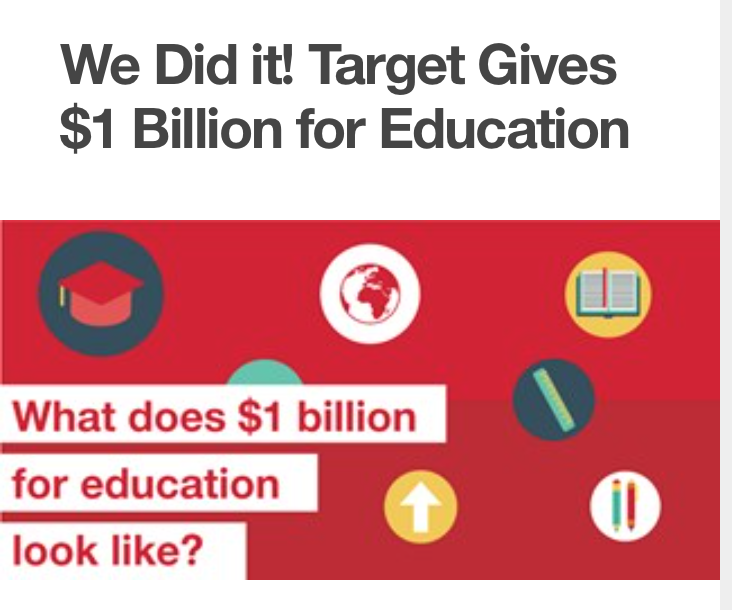 We Did it! Target Gives
$1 Billion for Education
What does $1 billion
for education
look like?